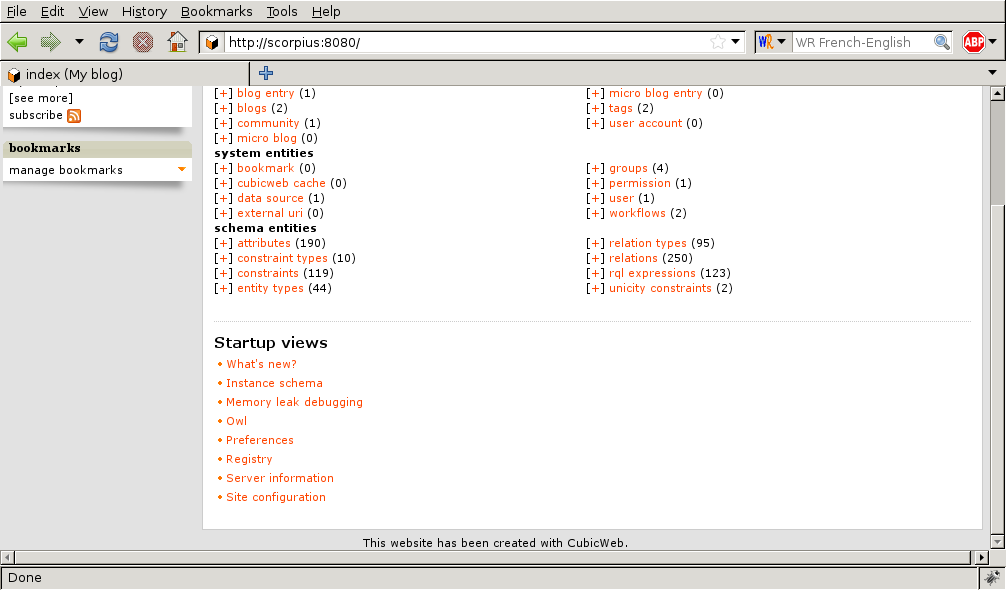 File Edit View History Bookmarks Tools Help
http://scorpius:8080/
WR WR French-English ABP
index (My blog)
[see more]
subscribe
bookmarks
manage bookmarks
[+] blog entry (1) [+] micro blog entry (0)
[+] blogs (2) [+] tags (2)
[+] community (1) [+] user account (0)
[+] micro blog (0)
system entities
[+] bookmark (0) [+] groups (4)
[+] cubicweb cache (0) [+] permission (1)
[+] data source (1) [+] user (1)
[+] external uri (0) [+] workflows (2)
schema entities
[+] attributes (190) [+] relation types (95)
[+] constraint types (10) [+] relations (250)
[+] constraints (119) [+] rql expressions (123)
[+] entity types (44) [+] unicity constraints (2)
Startup views
What's new?
Instance schema
Memory leak debugging
Owl
Preferences
Registry
Server information
Site configuration
This website has been created with CubicWeb.
Done